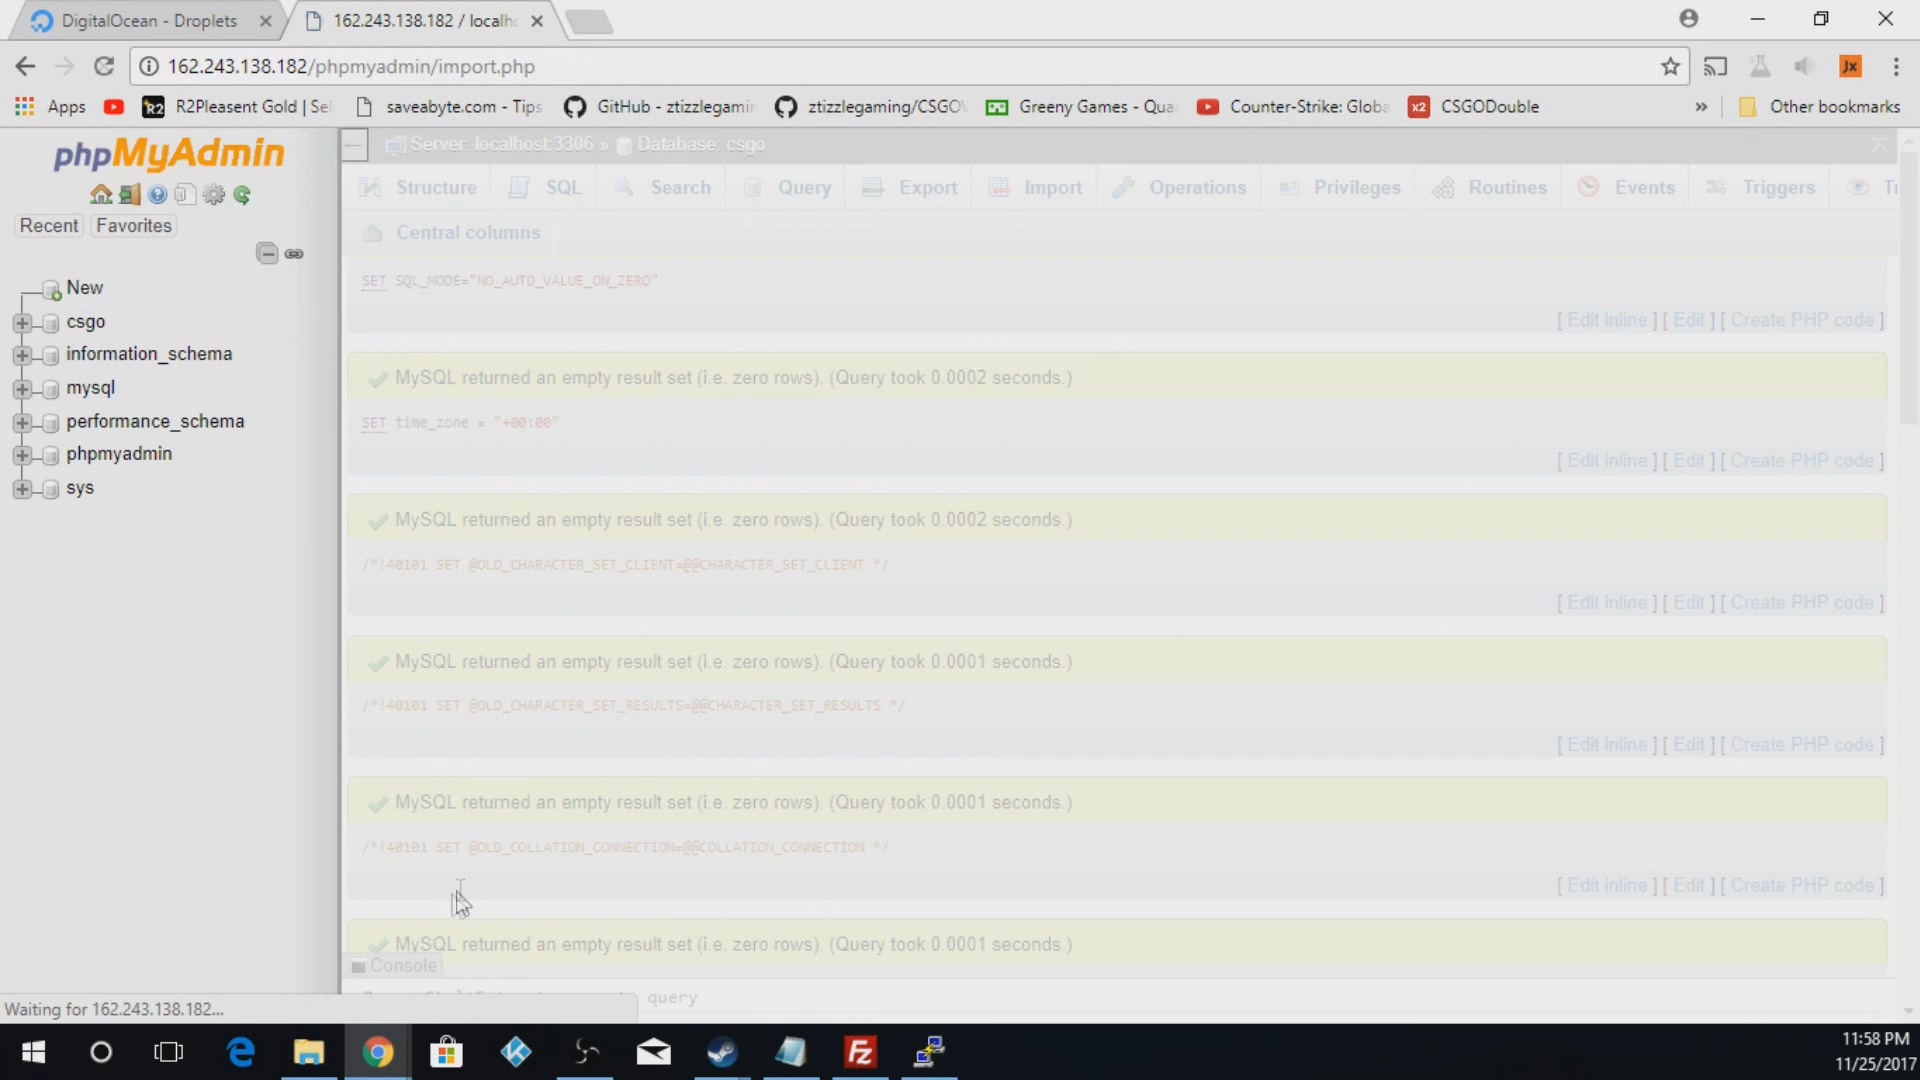 DigitalOcean - Droplets
162.243.138.182 / localh
162.243.138.182/phpmyadmin/import.php
Jx
Apps
R2
R2Pleasent Gold | Sel
saveabyte.com - Tips
GitHub - ztizzlegamin
ztizzlegaming/CSGOW
Greeny Games - Qua
Counter-Strike: Globa
x2
CSGODouble
»
Other bookmarks
phpMyAdmin
Recent
Favorites
New
csgo
information_schema
mysql
performance_schema
phpmyadmin
sys
Server: localhost:3306 » Database: csgo
Structure
SQL
Search
Query
Export
Import
Operations
Privileges
Routines
Events
Triggers
Central columns
SET SQL_MODE="NO_AUTO_VALUE_ON_ZERO"
[ Edit inline ] [ Edit ] [ Create PHP code ]
MySQL returned an empty result set (i.e. zero rows). (Query took 0.0002 seconds.)
SET time_zone = "+00:00"
[ Edit inline ] [ Edit ] [ Create PHP code ]
MySQL returned an empty result set (i.e. zero rows). (Query took 0.0002 seconds.)
/*!40101 SET @OLD_CHARACTER_SET_CLIENT=@@CHARACTER_SET_CLIENT */
[ Edit inline ] [ Edit ] [ Create PHP code ]
MySQL returned an empty result set (i.e. zero rows). (Query took 0.0001 seconds.)
/*!40101 SET @OLD_CHARACTER_SET_RESULTS=@@CHARACTER_SET_RESULTS */
[ Edit inline ] [ Edit ] [ Create PHP code ]
MySQL returned an empty result set (i.e. zero rows). (Query took 0.0001 seconds.)
/*!40101 SET @OLD_COLLATION_CONNECTION=@@COLLATION_CONNECTION */
[ Edit inline ] [ Edit ] [ Create PHP code ]
MySQL returned an empty result set (i.e. zero rows). (Query took 0.0001 seconds.)
Console
query
Waiting for 162.243.138.182...
Fz
11:58 PM
11/25/2017